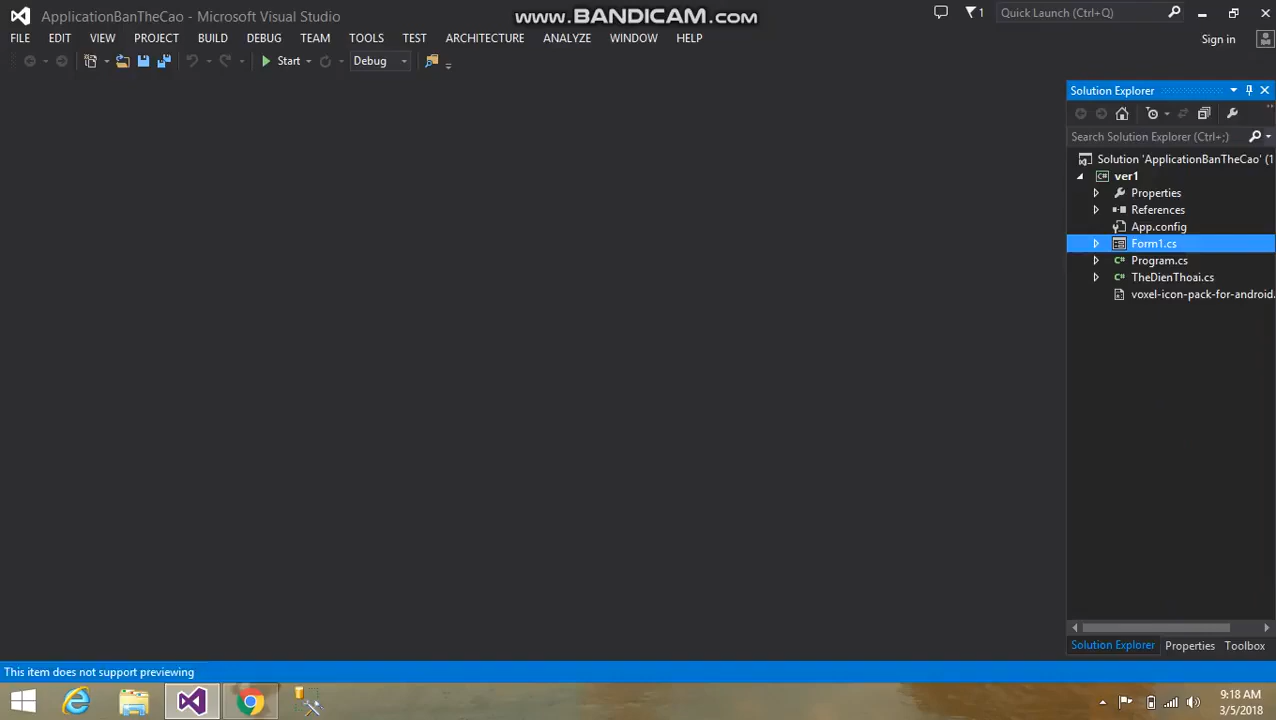 ApplicationBanTheCao - Microsoft Visual Studio
www.BANDICAM.com
1
Quick Launch (Ctrl+Q)
FILE EDIT VIEW PROJECT BUILD DEBUG TEAM TOOLS TEST ARCHITECTURE ANALYZE WINDOW HELP
Sign in
Start
Debug
Solution Explorer
Search Solution Explorer (Ctrl+;)
Solution 'ApplicationBanTheCao' (1
C# ver1
Properties
References
App.config
Form1.cs
C# Program.cs
C# TheDienThoai.cs
voxel-icon-pack-for-android.
Solution Explorer Properties Toolbox
This item does not support previewing
9:18 AM
3/5/2018